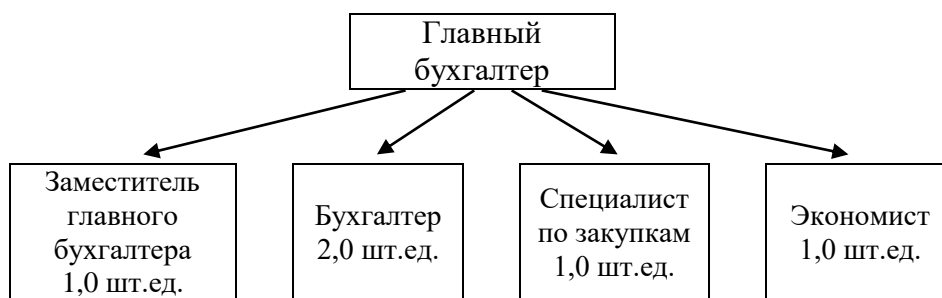 Главный
бухгалтер
Заместитель
главного
бухгалтера
1,0 шт.ед.
Бухгалтер
2,0 шт.ед.
Специалист
по закупкам
1,0 шт.ед.
Экономист
1,0 шт.ед.